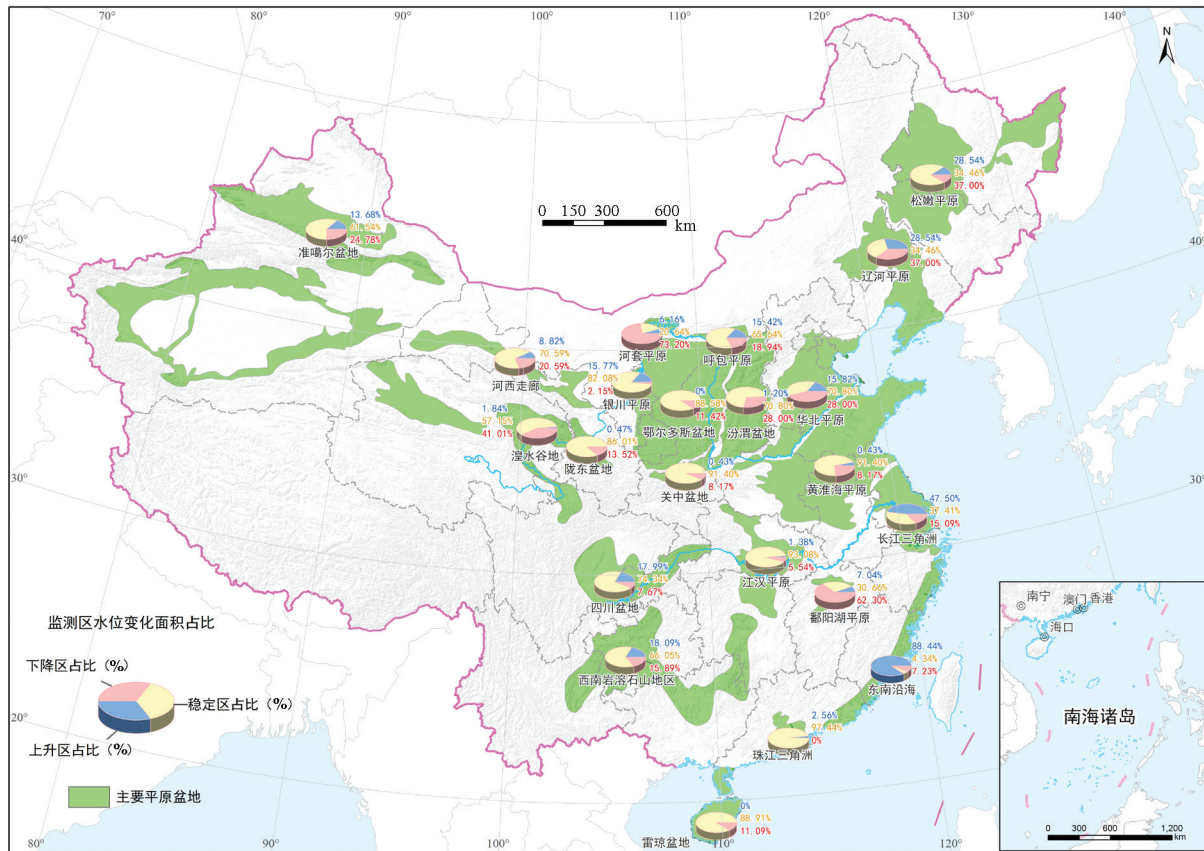 70°
80°
90°
100°
110°
120°
130°
140°
N
40°
30°
20°
40°
30°
20°
80°
90°
100°
110°
120°
0 150 300 600
km
28.54%
34.46%
37.00%
松嫩平原
13.68%
61.54%
24.78%
准噶尔盆地
28.54%
34.46%
37.00%
辽河平原
6.16%
20.64%
73.20%
河套平原
15.42%
65.64%
18.94%
呼包平原
8.82%
70.59%
20.59%
河西走廊
15.77%
82.08%
2.15%
银川平原
0%
88.58%
11.42%
鄂尔多斯盆地
1.20%
70.80%
28.00%
汾渭盆地
15.82%
28.00%
华北平原
1.84%
57.15%
41.01%
湟水谷地
0.47%
86.01%
13.52%
陇东盆地
0.43%
91.40%
8.17%
关中盆地
0.43%
91.40%
8.17%
黄淮海平原
47.50%
37.41%
15.09%
长江三角洲
1.38%
93.08%
5.54%
江汉平原
17.99%
74.34%
7.67%
四川盆地
7.04%
30.66%
62.30%
鄱阳湖平原
18.09%
66.05%
15.89%
西南岩溶石山地区
88.44%
4.34%
7.23%
东南沿海
2.56%
97.44%
0%
珠江三角洲
0%
88.91%
11.09%
雷琼盆地
监测区水位变化面积占比
下降区占比（%）
稳定区占比（%）
上升区占比（%）
主要平原盆地
南宁
澳门
香港
海口
南海诸岛
0 300 600 1,200
km